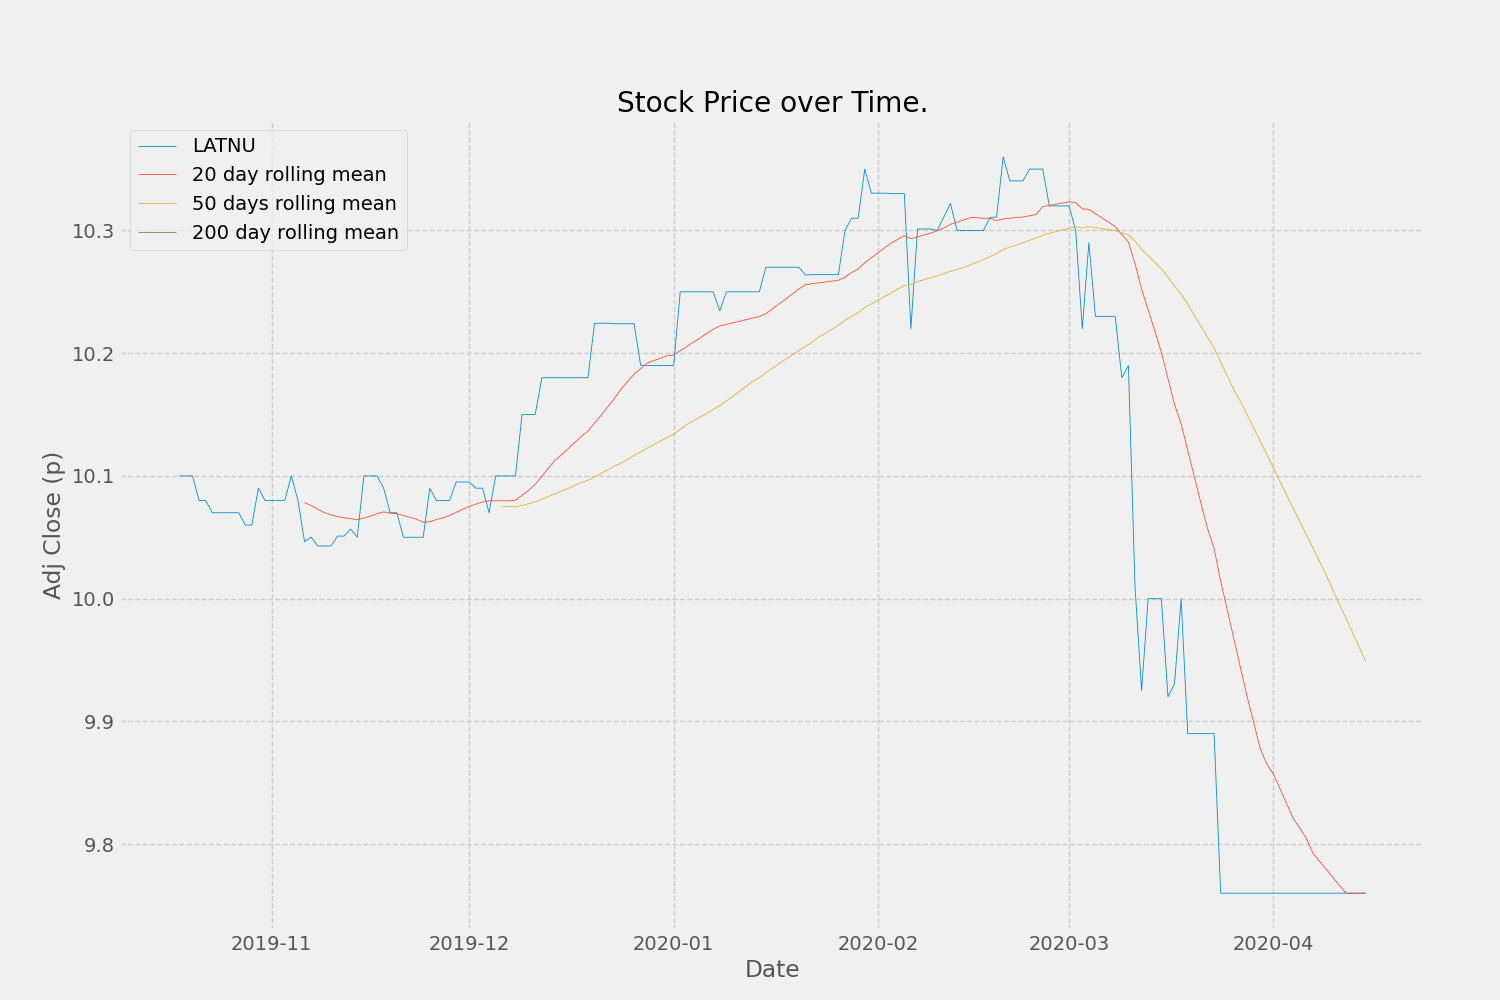 Stock Price over Time.
LATNU
20 day rolling mean
50 days rolling mean
200 day rolling mean
Adj Close (p)
10.3
10.2
10.1
10.0
9.9
9.8
2019-11 2019-12 2020-01 2020-02 2020-03 2020-04
Date